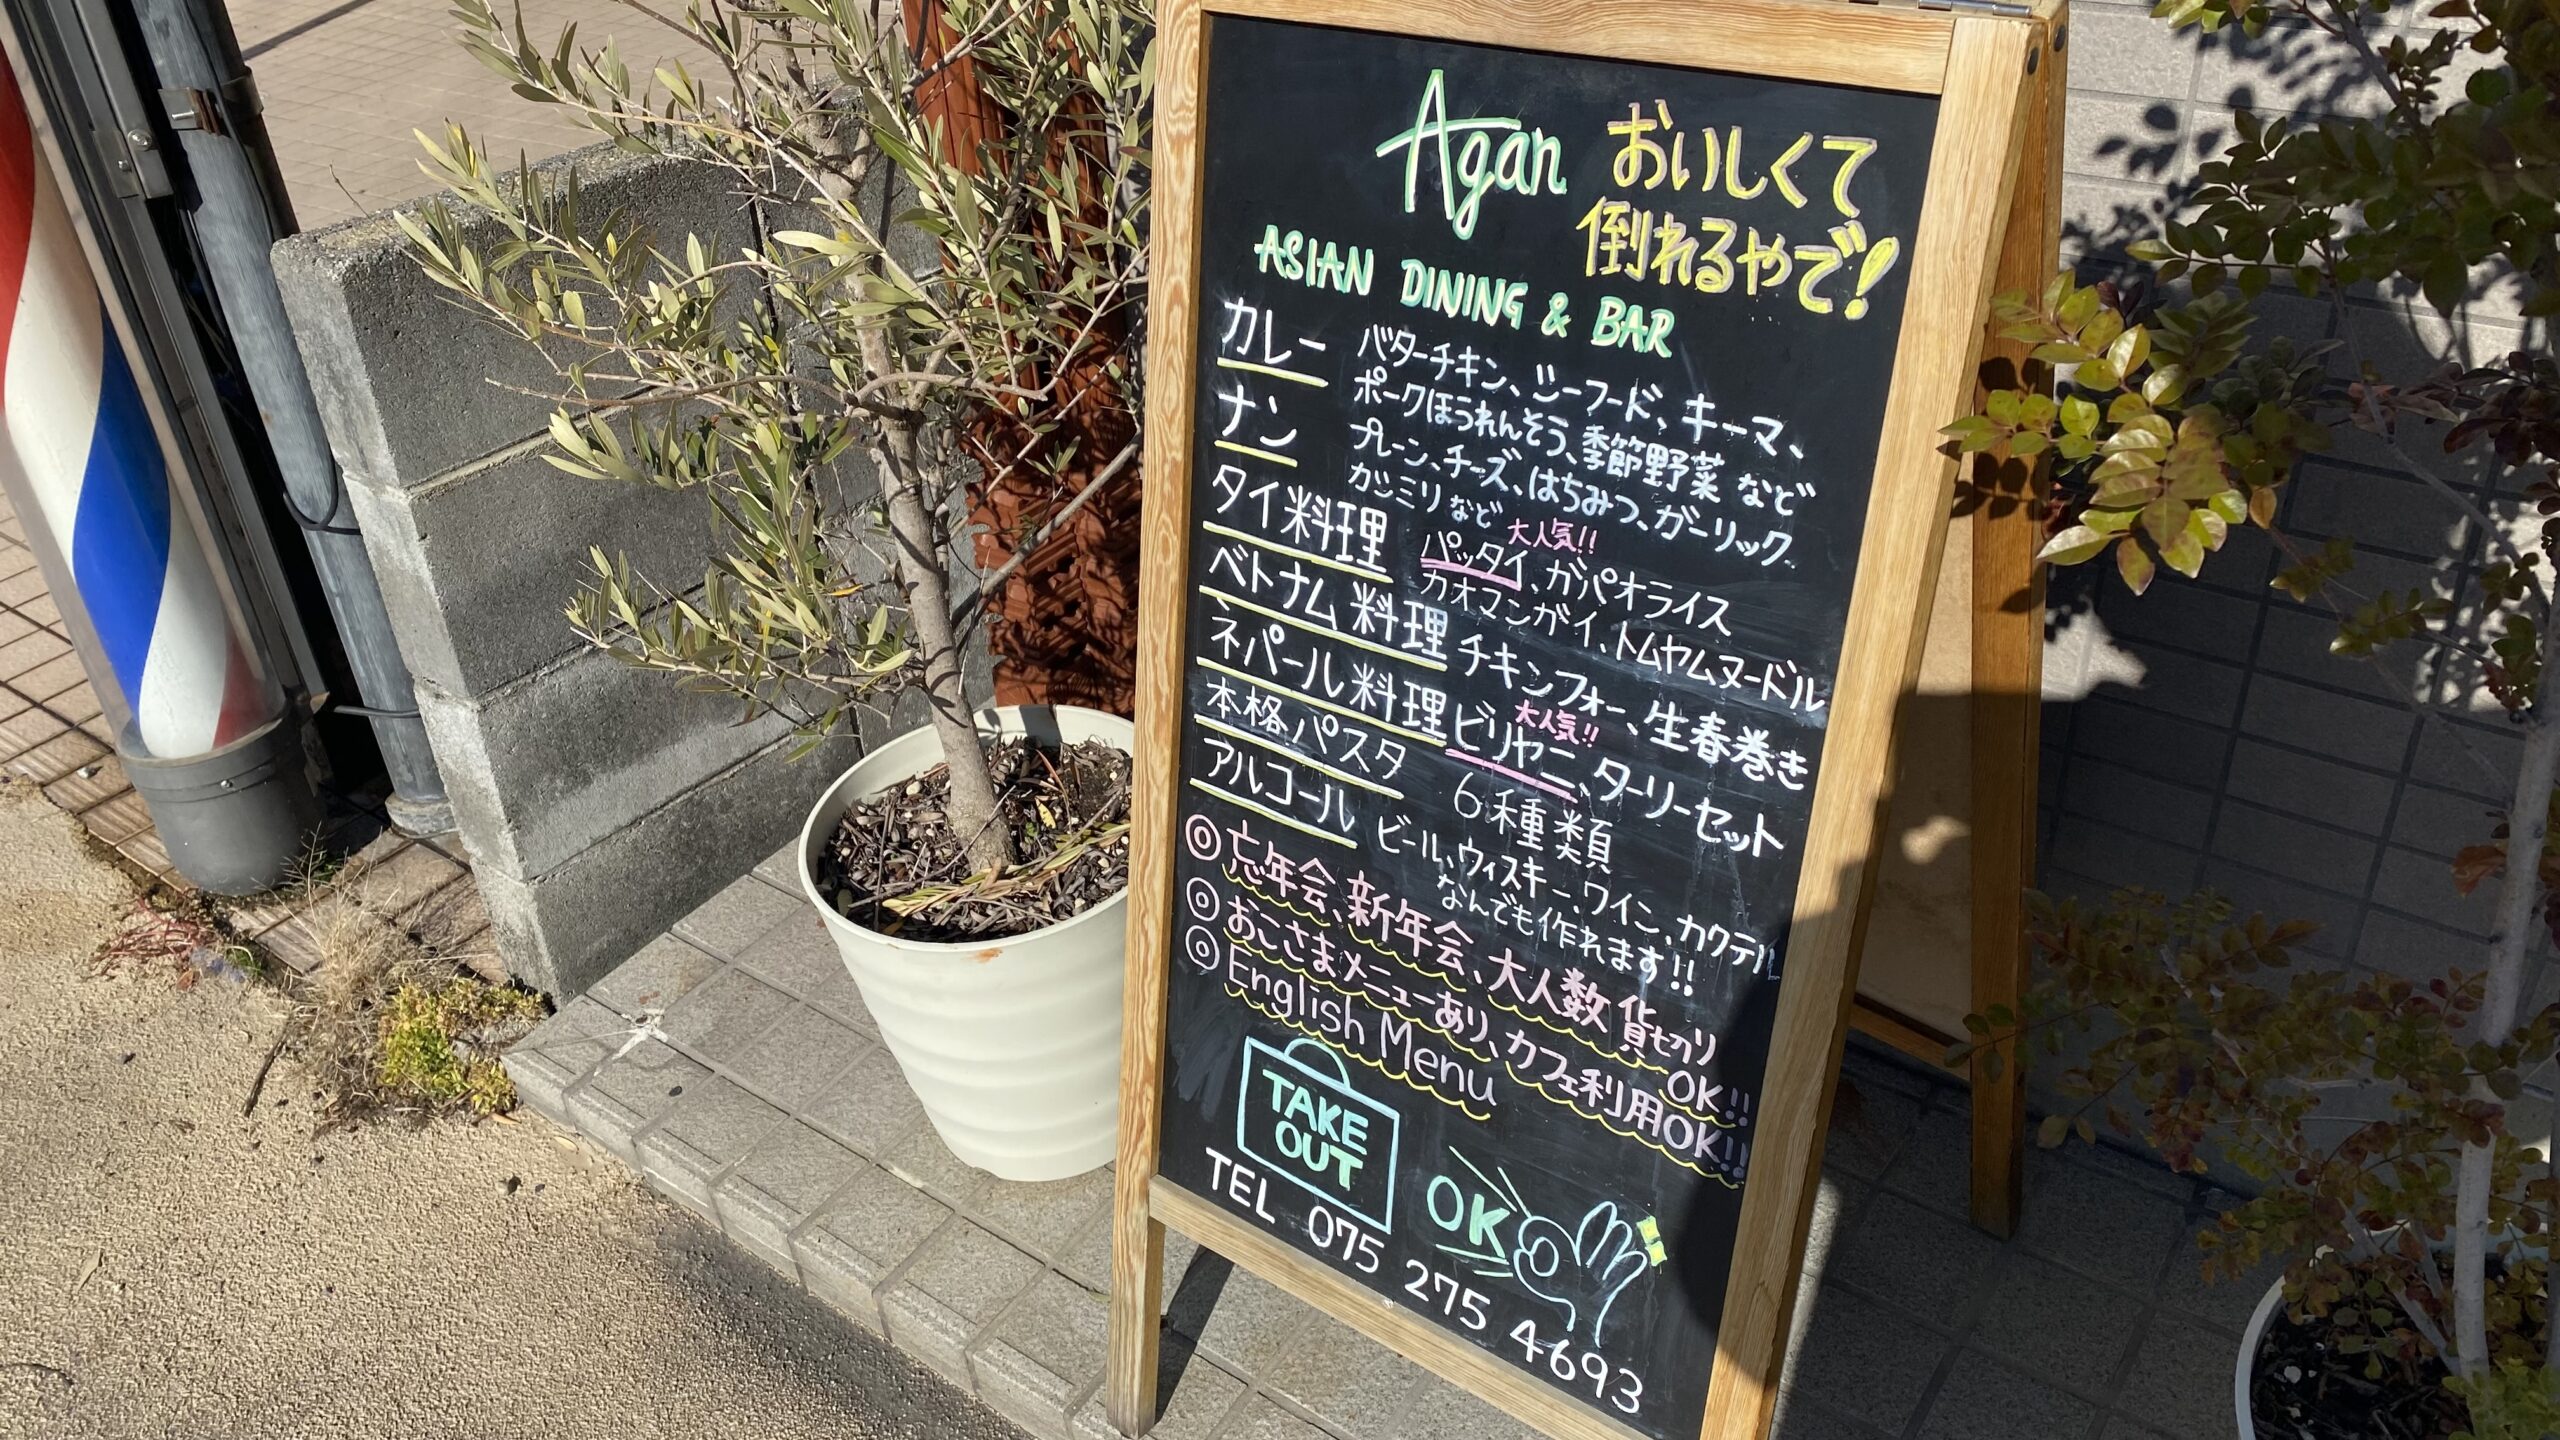 Agan おいしくて
倒れるやで!
ASIAN DINING & BAR
カレー バターチキン、シーフード、キーマ、
ポークほうれんそう、季節野菜 など
ナン プレーン、チーズ、はちみつ、ガーリック
カシミリなど
大人気!!
タイ料理 パッタイ、ガパオライス
カオマンガイ、トムヤムヌードル
ベトナム料理 チキンフォー、生春巻き
大人気!!
ネパール料理 ビリヤニ、ターリーセット
本格パスタ 6種類
アルコール ビール、ウィスキー、ワイン、カクテル
なんでも作れます!!
◎忘年会、新年会、大人数貸切りOK!!
◎おこさまメニューあり、カフェ利用OK!!
◎English Menu
TAKE
OUT
OK
TEL 075 275 4693